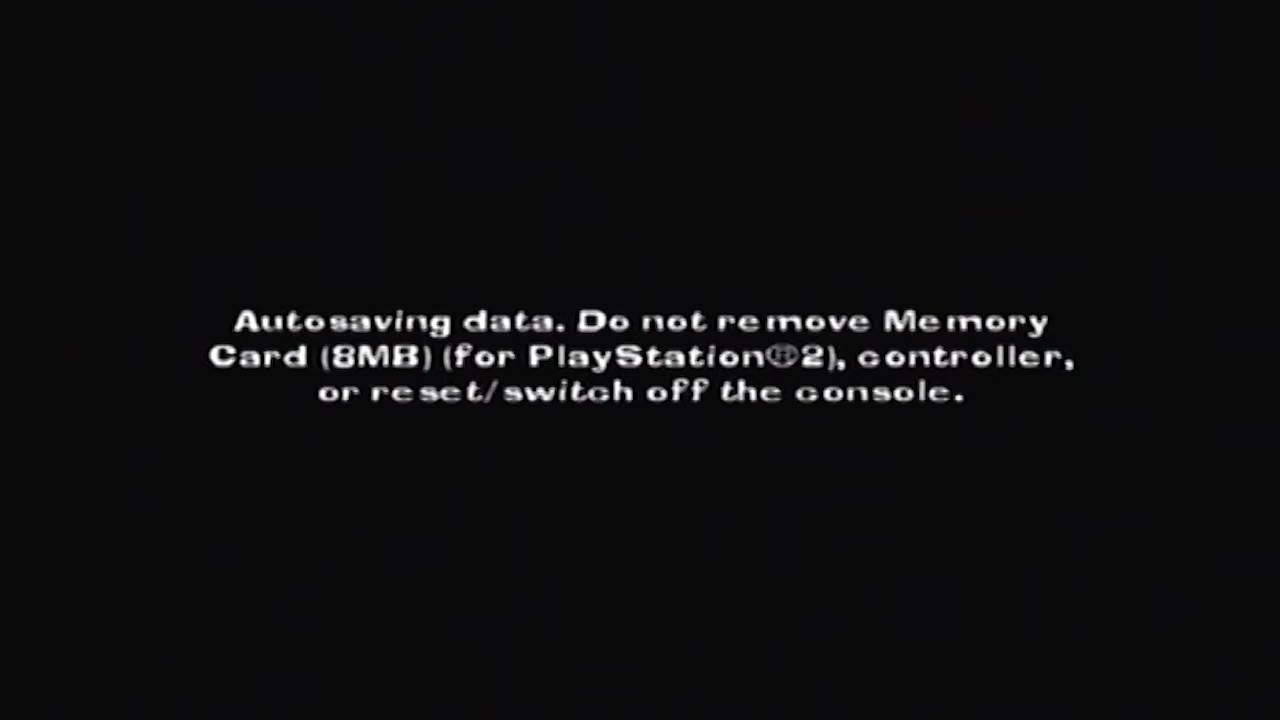 Autosaving data. Do not remove Memory
Card (8MB) (for PlayStation®2), controller,
or reset/switch off the console.